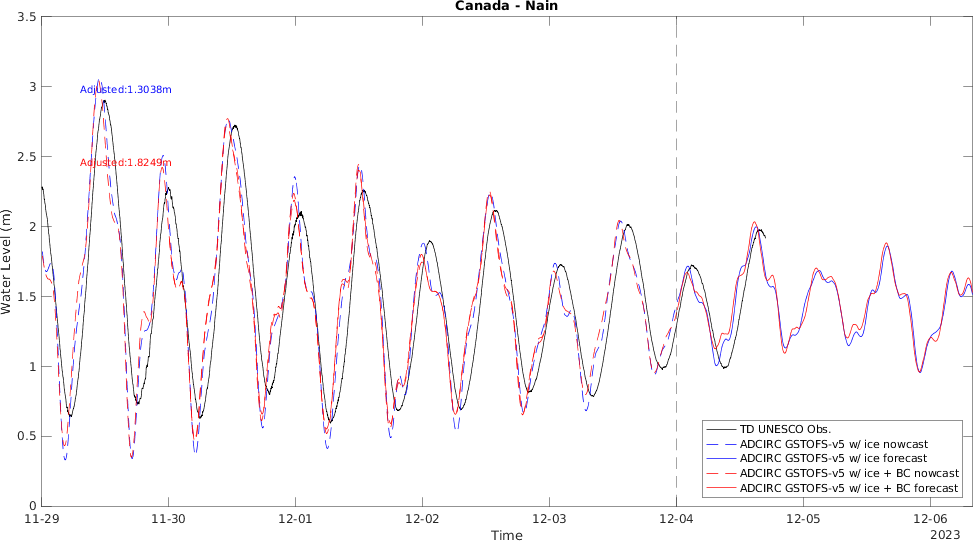 Canada - Nain
3.5
3
2.5
2
1.5
1
0.5
0
Water Level (m)
Adjusted:1.3038m
Adjusted:1.8249m
TD UNESCO Obs.
ADCIRC GSTOFS-v5 w/ ice nowcast
ADCIRC GSTOFS-v5 w/ ice forecast
ADCIRC GSTOFS-v5 w/ ice + BC nowcast
ADCIRC GSTOFS-v5 w/ ice + BC forecast
11-29 11-30 12-01 12-02 12-03 12-04 12-05 12-06
Time
2023